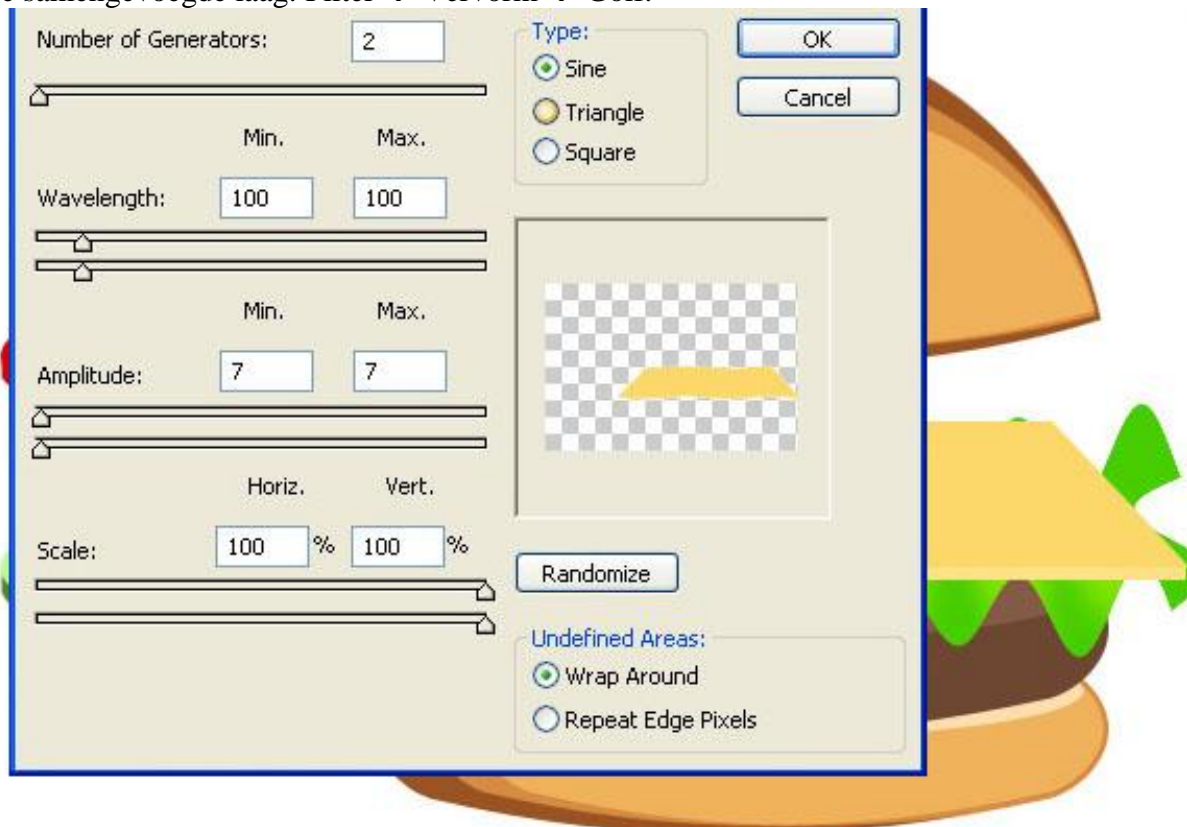 Number of Generators: 2
Min. Max.
Wavelength: 100 100
Min. Max.
Amplitude: 7 7
Horiz. Vert.
Scale: 100 % 100 %
Type:
Sine
Triangle
Square
OK
Cancel
Randomize
Undefined Areas:
Wrap Around
Repeat Edge Pixels